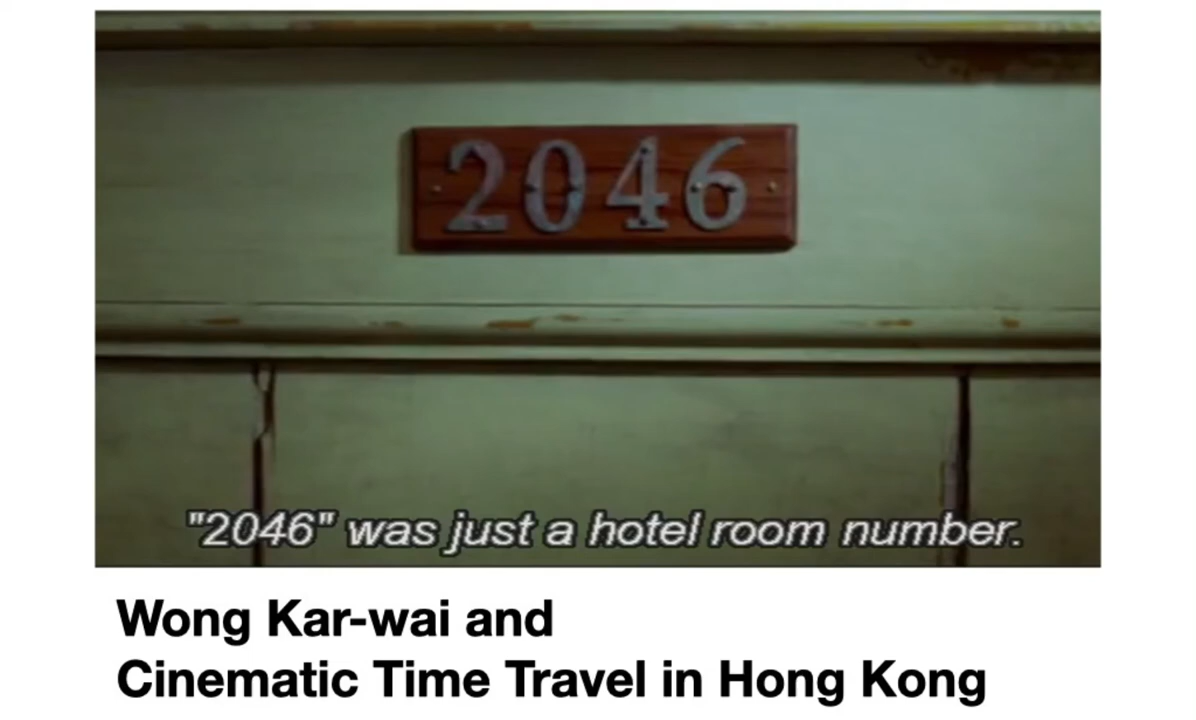 2046
"2046" was just a hotel room number.
Wong Kar-wai and
Cinematic Time Travel in Hong Kong